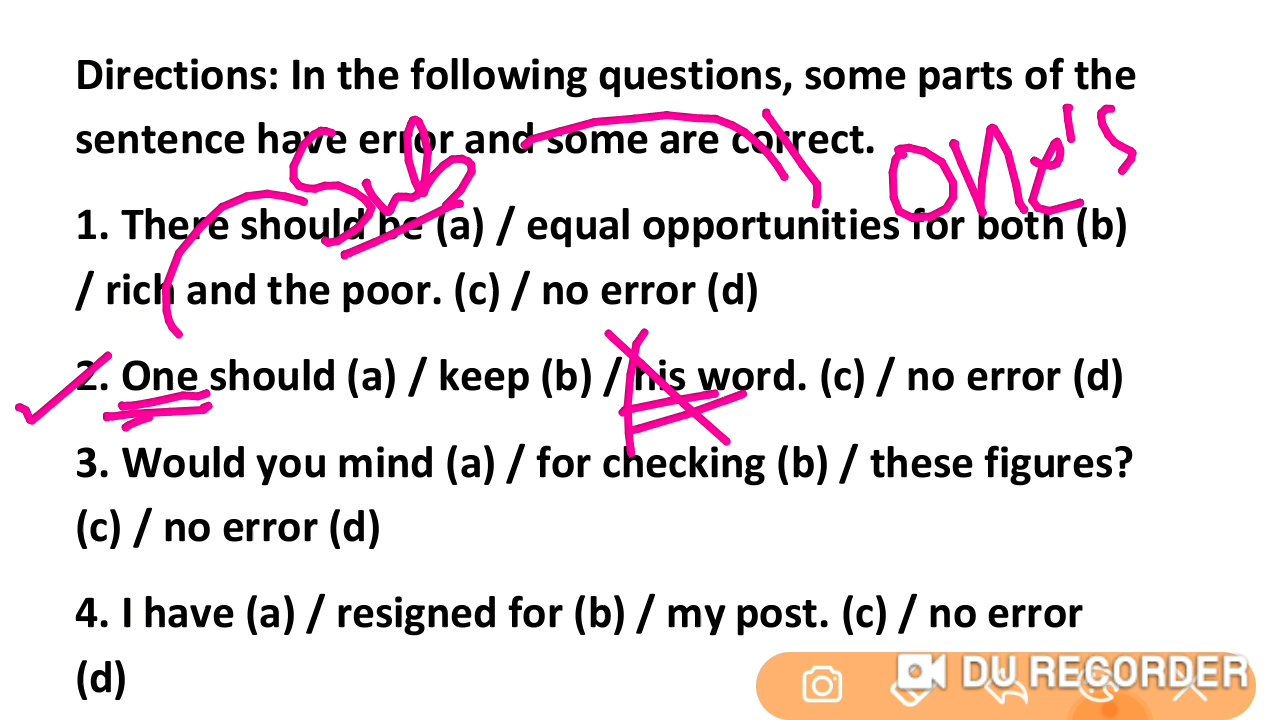 Directions: In the following questions, some parts of the
sentence have error and some are correct.
Sub
one's
1. There should be (a) / equal opportunities for both (b)
/ rich and the poor. (c) / no error (d)
2. One should (a) / keep (b) / his word. (c) / no error (d)
3. Would you mind (a) / for checking (b) / these figures?
(c) / no error (d)
4. I have (a) / resigned for (b) / my post. (c) / no error
(d)
DU RECORDER